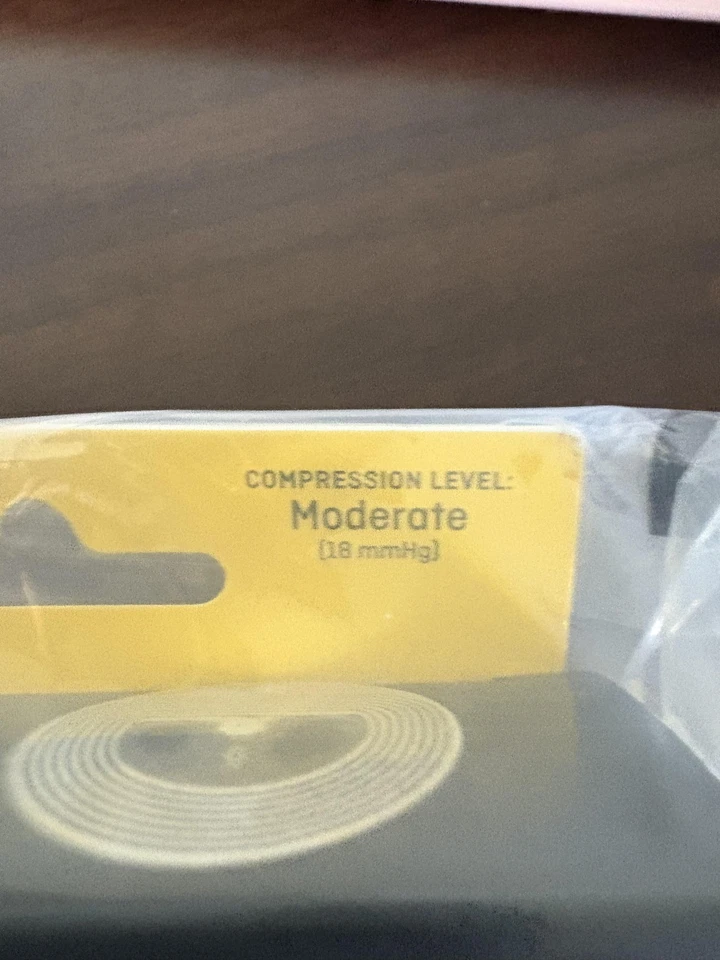 COMPRESSION LEVEL:
Moderate
(18 mmHg)